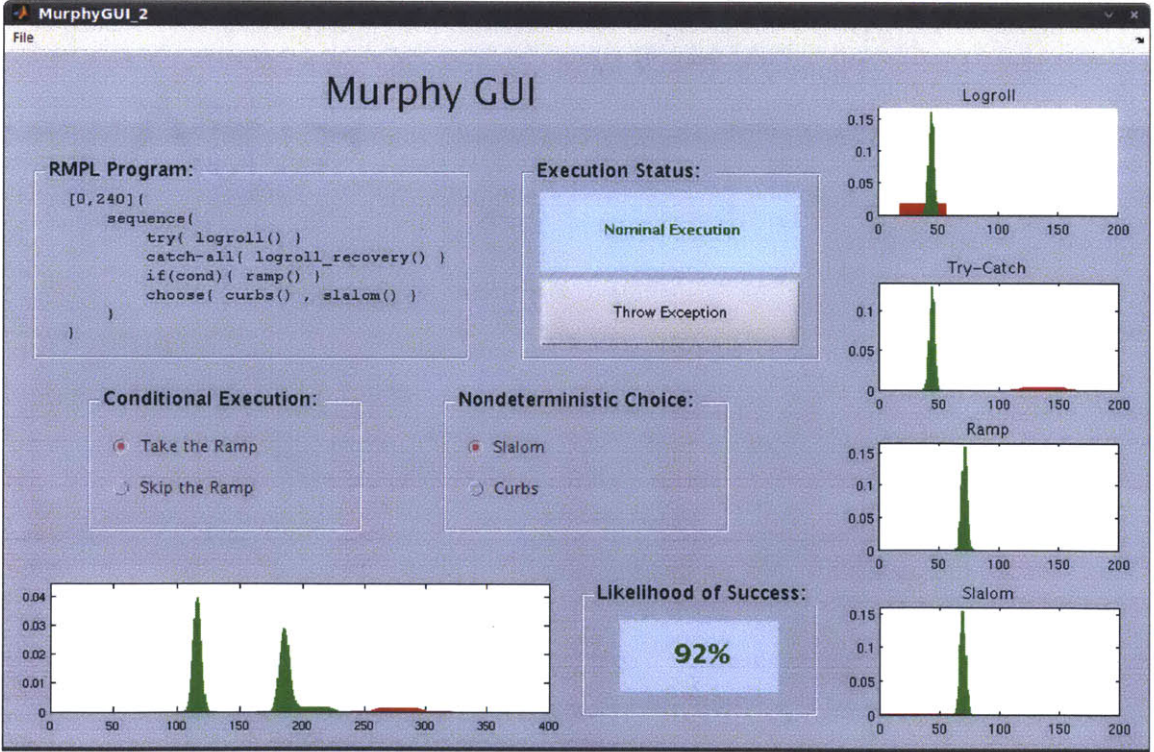 MurphyGUI_2
File
Murphy GUI
RMPL Program:
[0,240]{
sequence{
try{ logroll() }
catch-all{ logroll_recovery() }
if(cond){ ramp() }
choose{ curbs() , slalom() }
}
}
Execution Status:
Nominal Execution
Throw Exception
Conditional Execution:
Take the Ramp
Skip the Ramp
Nondeterministic Choice:
Slalom
Curbs
0.04
0.03
0.02
0.01
0
0 50 100 150 200 250 300 350 400
Likelihood of Success:
92%
Logroll
0.15
0.1
0.05
0
0 50 100 150 200
Try-Catch
0.1
0.05
0
0 50 100 150 200
Ramp
0.15
0.1
0.05
0
0 50 100 150 200
Slalom
0.15
0.1
0.05
0
0 50 100 150 200